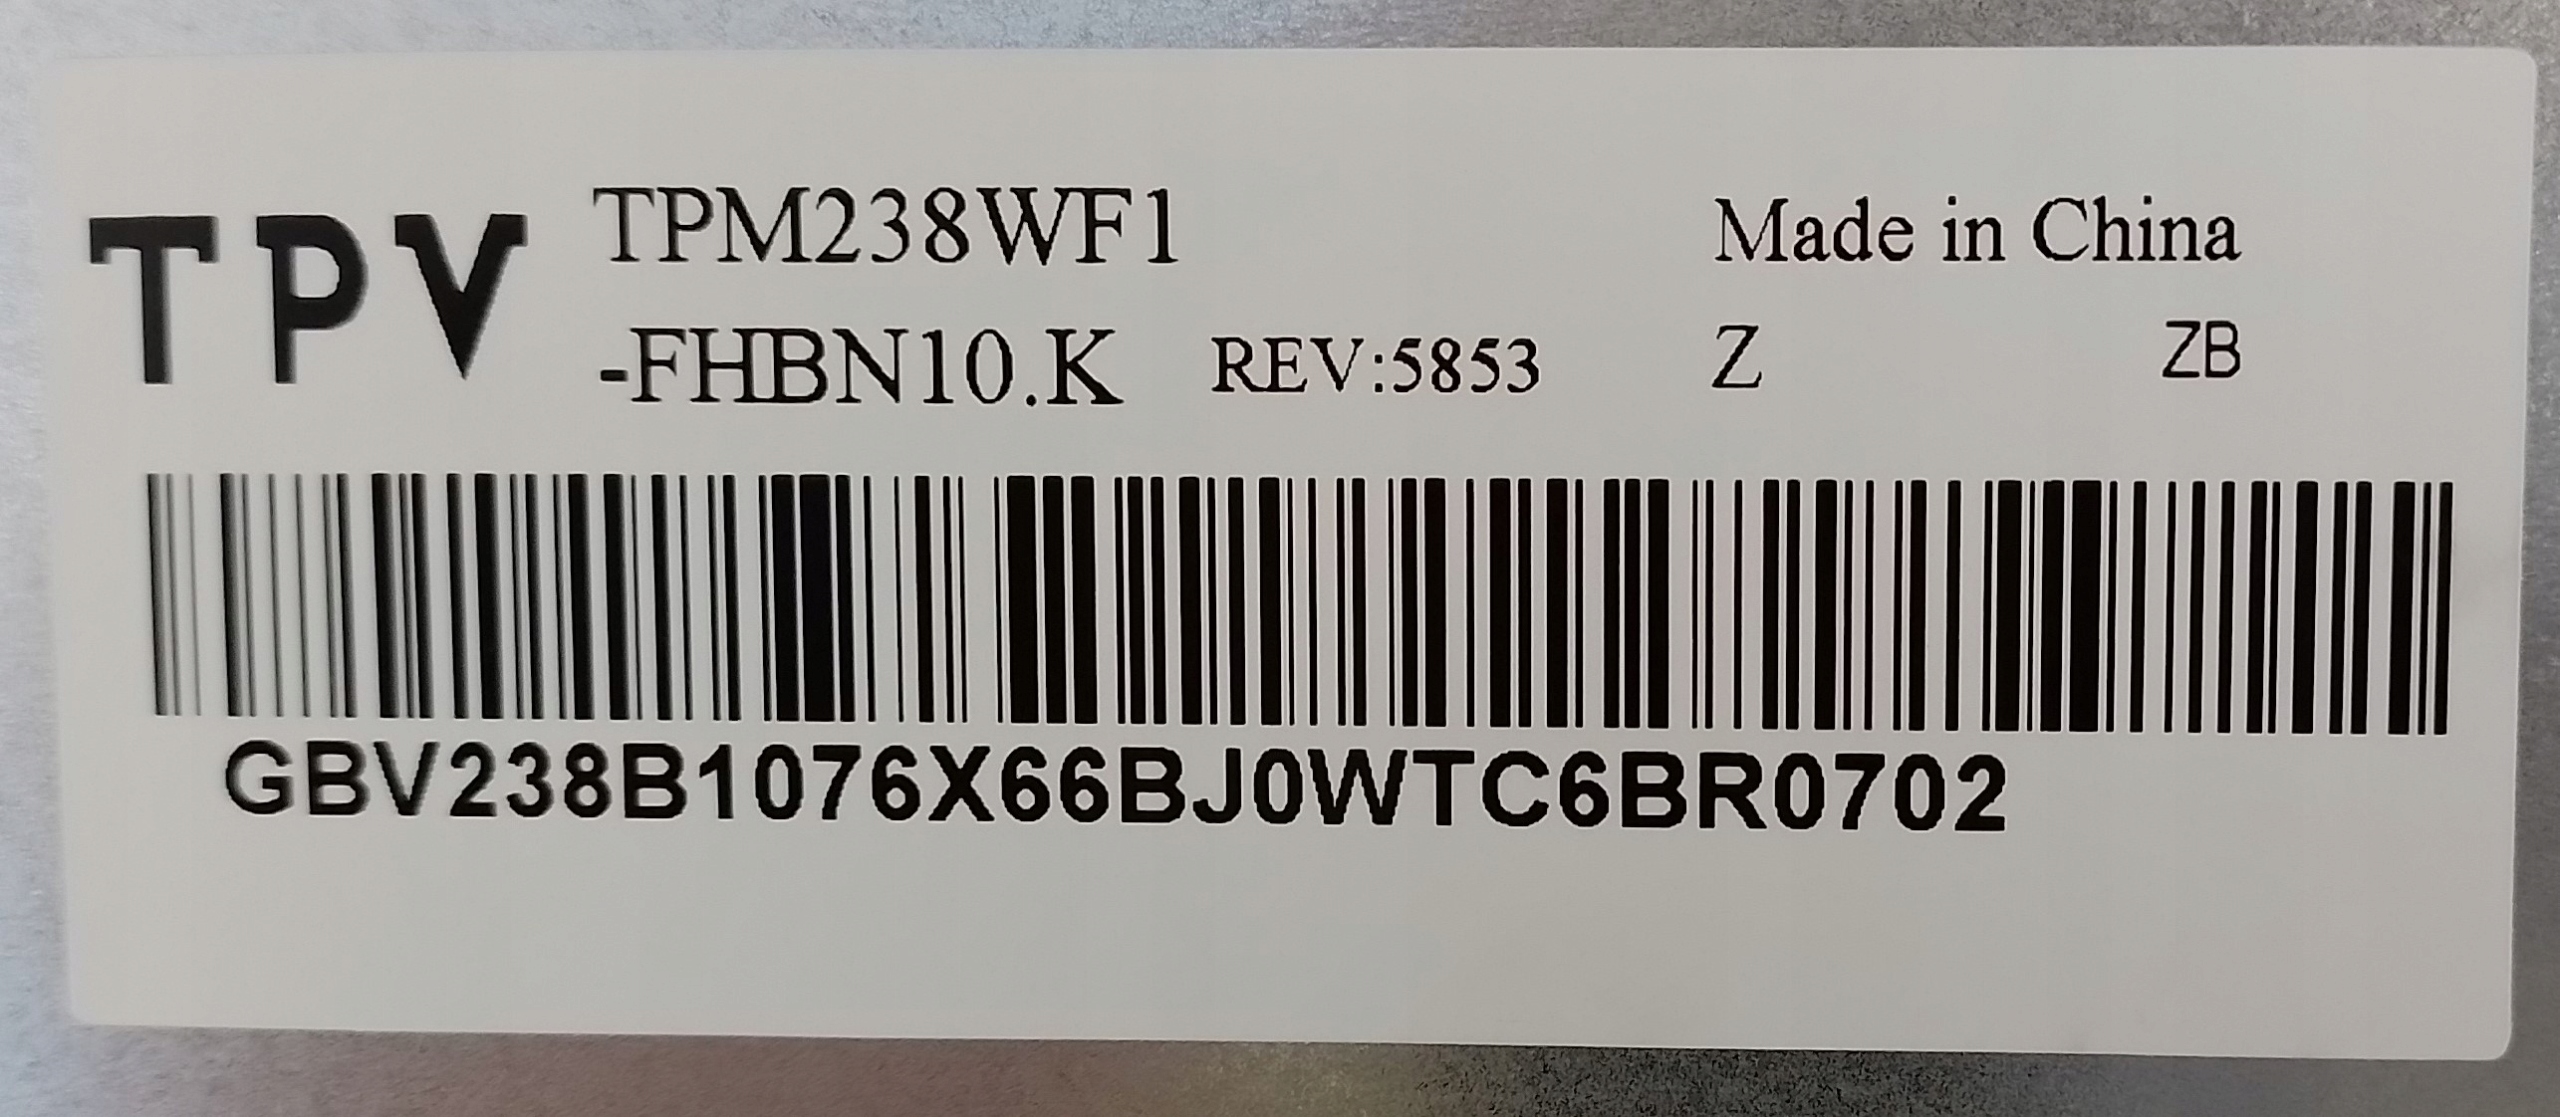 TPV
TPM238WF1
-FHBN10.K REV:5853
Made in China
Z ZB
GBV238B1076X66BJ0WTC6BR0702